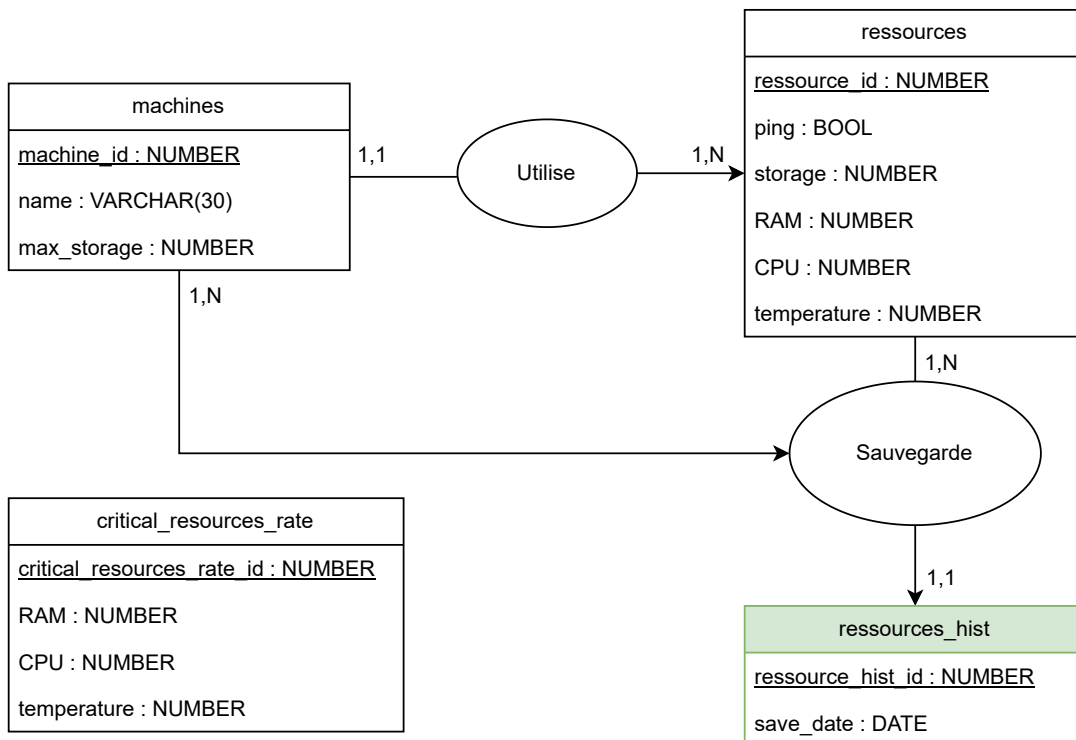 ressources
ressource_id : NUMBER
ping : BOOL
storage : NUMBER
RAM : NUMBER
CPU : NUMBER
temperature : NUMBER
machines
machine_id : NUMBER
name : VARCHAR(30)
max_storage : NUMBER
1,1
Utilise
1,N
1,N
1,N
Sauvegarde
critical_resources_rate
critical_resources_rate_id : NUMBER
RAM : NUMBER
CPU : NUMBER
temperature : NUMBER
1,1
ressources_hist
ressource_hist_id : NUMBER
save_date : DATE